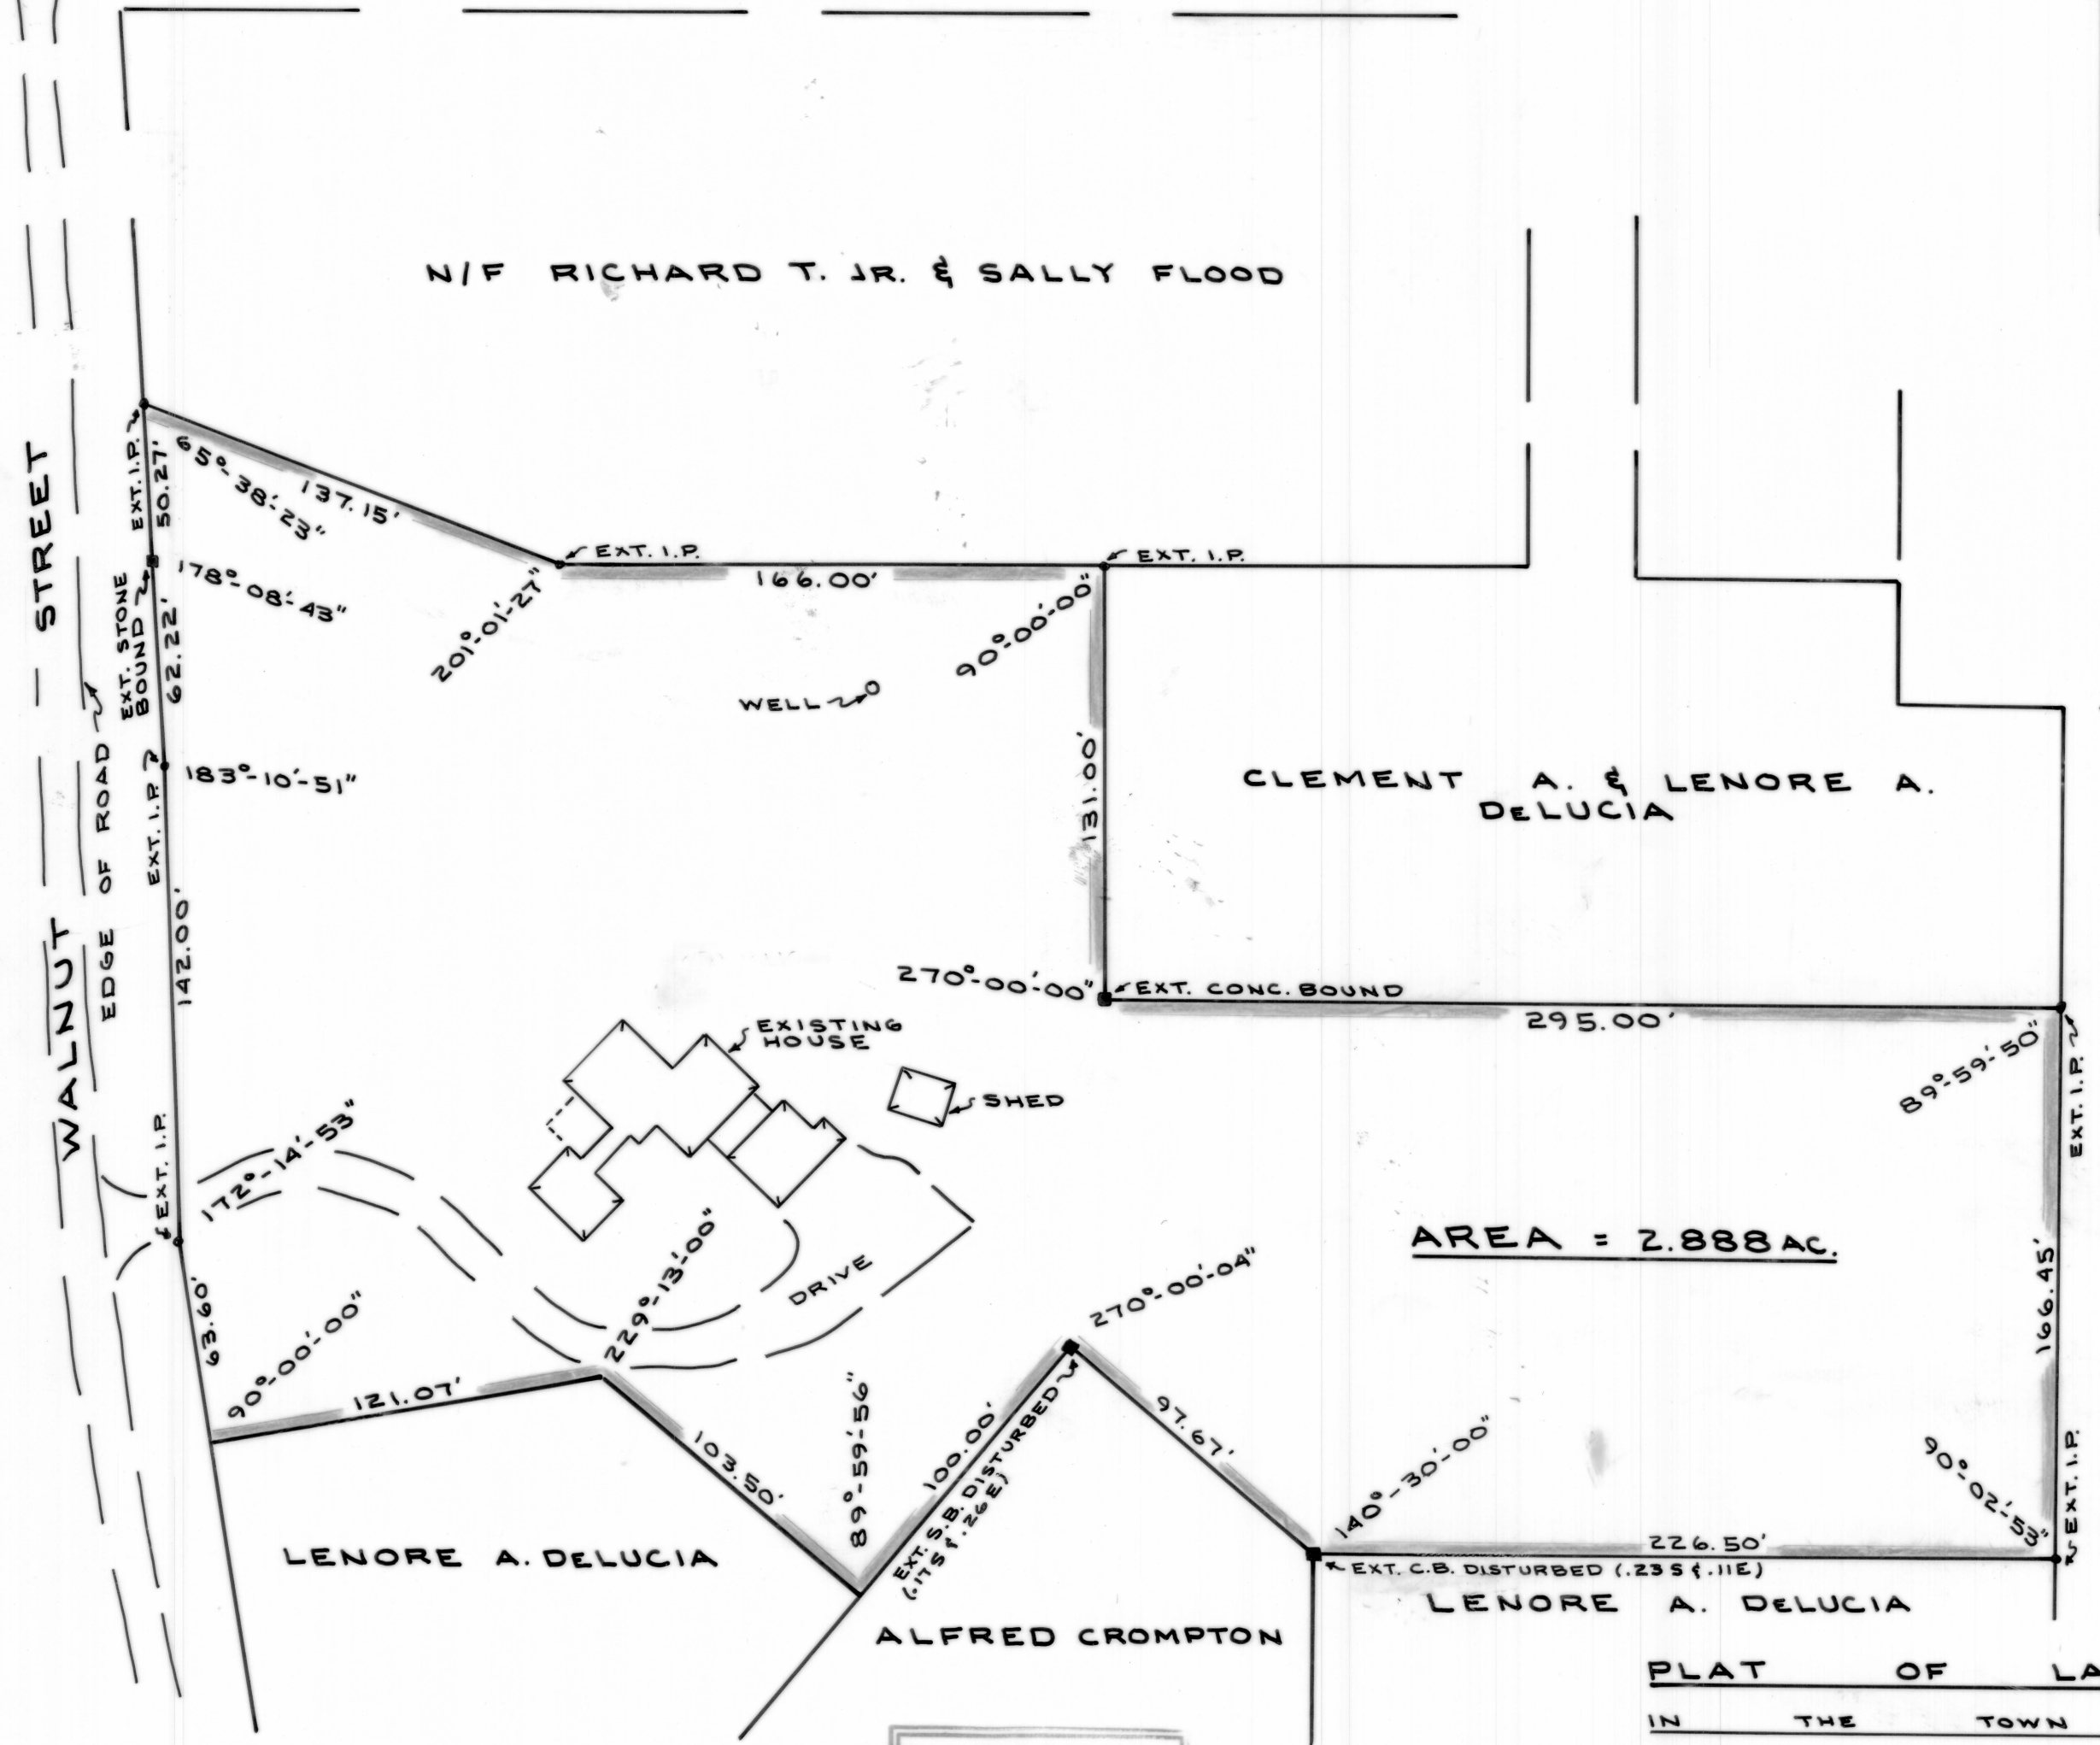 N/F RICHARD T. JR. & SALLY FLOOD
WALNUT — STREET
EDGE OF ROAD
EXT. I.P.
50.27'
65°-38'-23"
137.15'
EXT. I.P.
166.00'
EXT. I.P.
EXT. STONE
BOUND
178°-08'-43"
62.22'
201°-01'-27"
90°-00'-00"
WELL
EXT. I.P.
183°-10'-51"
131.00'
CLEMENT A. & LENORE A.
DeLUCIA
142.00'
270°-00'-00"
EXT. CONC. BOUND
295.00'
89°-59'-50"
EXT. I.P.
EXISTING
HOUSE
SHED
EXT. I.P.
172°-14'-53"
229°-13'-00"
DRIVE
AREA = 2.888 AC.
270°-00'-04"
166.45'
63.60'
90°-00'-00"
121.07'
103.50'
89°-59'-56"
100.00'
EXT. S.B. DISTURBED
(.17S & .26E)
97.67'
140°-30'-00"
90°-02'-53"
EXT. I.P.
226.50'
EXT. C.B. DISTURBED (.23S & .11E)
LENORE A. DeLUCIA
LENORE A. DeLUCIA
ALFRED CROMPTON
PLAT OF LA
IN THE TOWN